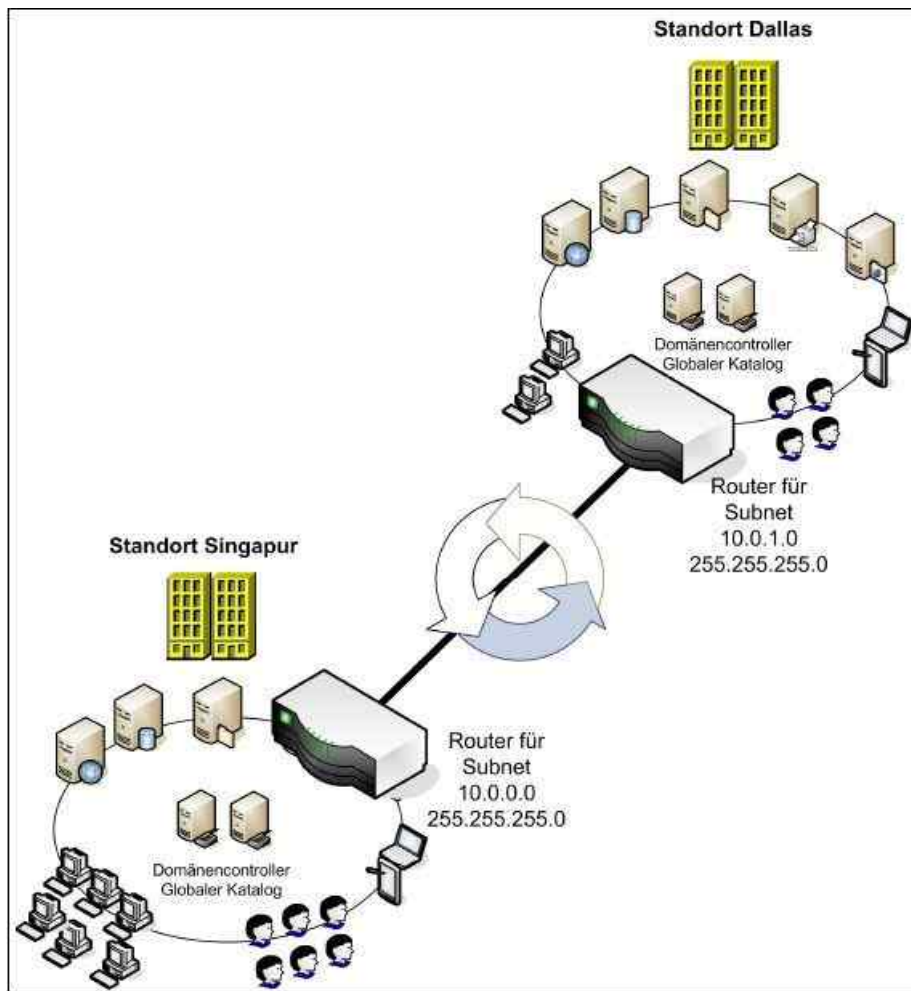 Standort Dallas
Domänencontroller
Globaler Katalog
Router für
Subnet
10.0.1.0
255.255.255.0
Standort Singapur
Router für
Subnet
10.0.0.0
255.255.255.0
Domänencontroller
Globaler Katalog